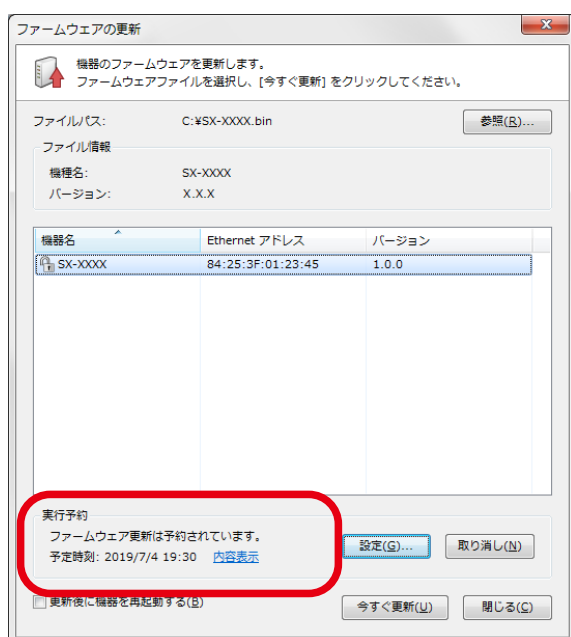 ファームウェアの更新
機器のファームウェアを更新します。
ファームウェアファイルを選択し、[今すぐ更新] をクリックしてください。
ファイルパス: C:¥SX-XXXX.bin 参照(R)...
ファイル情報
機種名: SX-XXXX
バージョン: X.X.X
機器名 Ethernet アドレス バージョン
SX-XXXX 84:25:3F:01:23:45 1.0.0
実行予約
ファームウェア更新は予約されています。
予定時刻: 2019/7/4 19:30 内容表示
設定(G)... 取り消し(N)
更新後に機器を再起動する(B)
今すぐ更新(U) 閉じる(C)